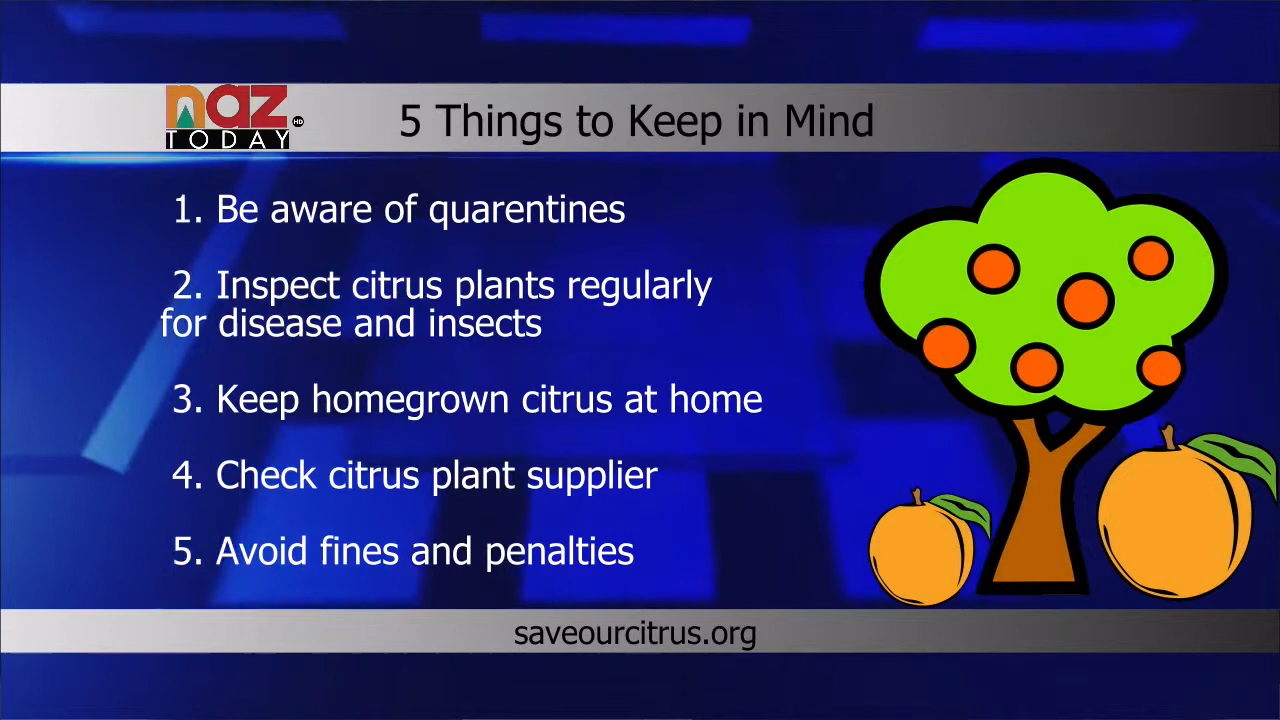 naz
TODAY HD
5 Things to Keep in Mind
1. Be aware of quarentines
2. Inspect citrus plants regularly
for disease and insects
3. Keep homegrown citrus at home
4. Check citrus plant supplier
5. Avoid fines and penalties
saveourcitrus.org